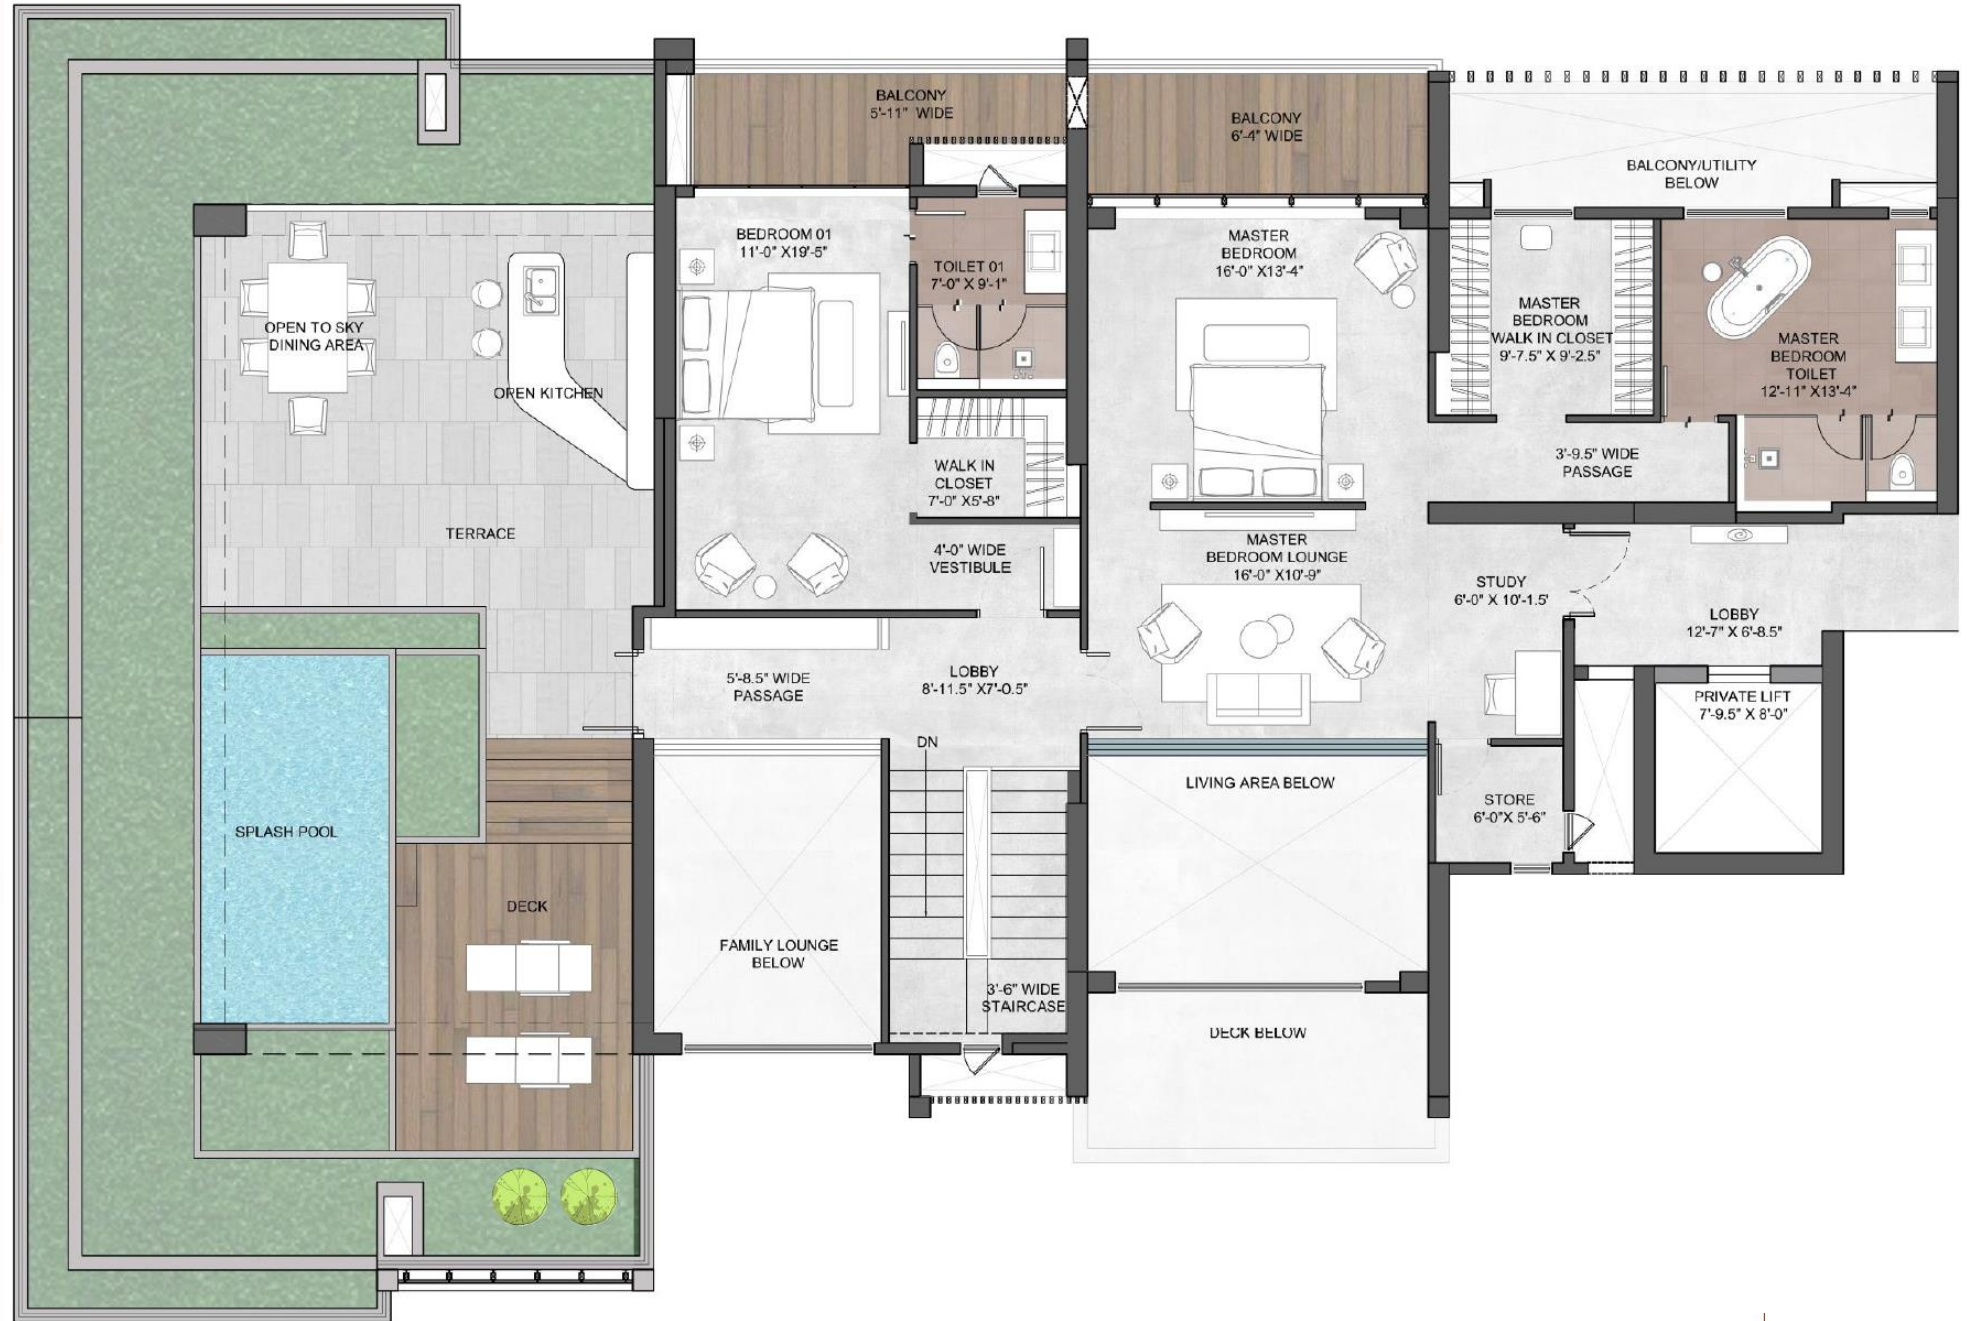 BALCONY
5'-11" WIDE
BALCONY
6'-4" WIDE
BALCONY/UTILITY
BELOW
BEDROOM 01
11'-0" X19'-5"
TOILET 01
7'-0" X 9'-1"
MASTER
BEDROOM
16'-0" X13'-4"
MASTER
BEDROOM
WALK IN CLOSET
9'-7.5" X 9'-2.5"
MASTER
BEDROOM
TOILET
12'-11" X13'-4"
OPEN TO SKY
DINING AREA
OPEN KITCHEN
WALK IN
CLOSET
7'-0" X5'-8"
3'-9.5" WIDE
PASSAGE
TERRACE
4'-0" WIDE
VESTIBULE
MASTER
BEDROOM LOUNGE
16'-0" X10'-9"
STUDY
6'-0" X 10'-1.5'
LOBBY
12'-7" X 6'-8.5"
5'-8.5" WIDE
PASSAGE
LOBBY
8'-11.5" X7'-0.5"
PRIVATE LIFT
7'-9.5" X 8'-0"
DN
LIVING AREA BELOW
STORE
6'-0"X 5'-6"
SPLASH POOL
DECK
FAMILY LOUNGE
BELOW
3'-6" WIDE
STAIRCASE
DECK BELOW